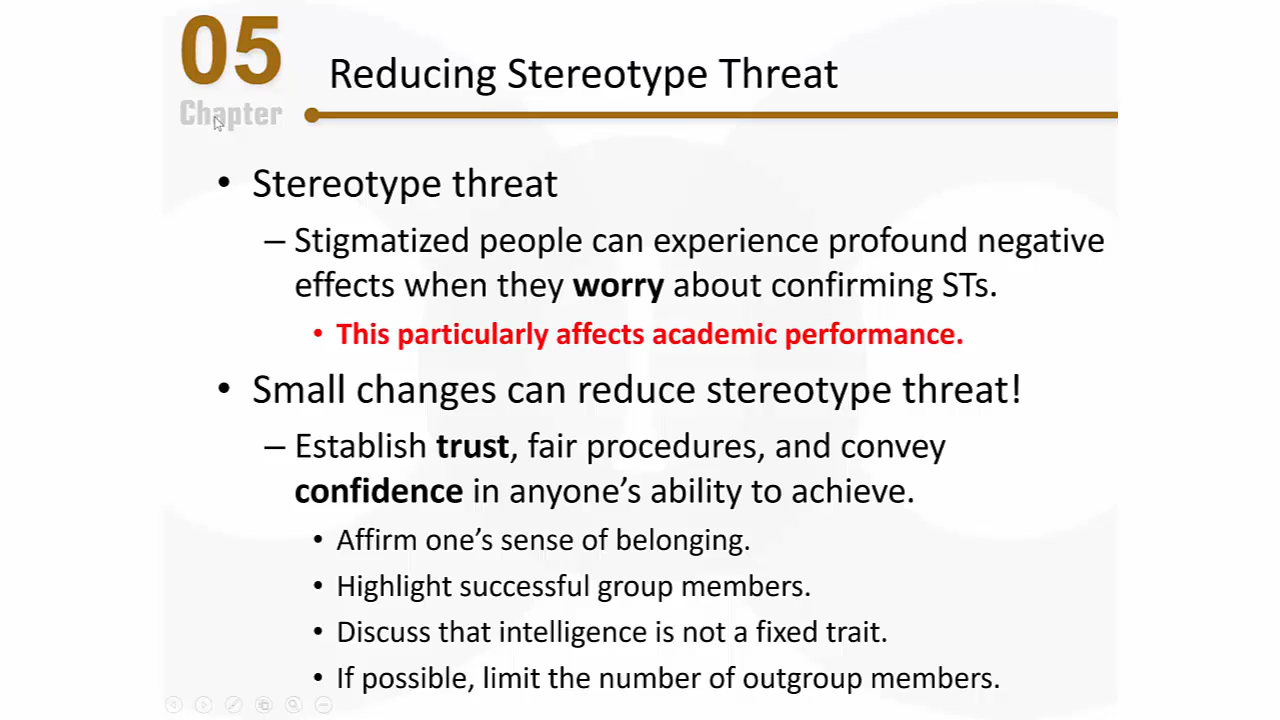 05
Chapter
Reducing Stereotype Threat
• Stereotype threat
– Stigmatized people can experience profound negative
effects when they worry about confirming STs.
• This particularly affects academic performance.
• Small changes can reduce stereotype threat!
– Establish trust, fair procedures, and convey
confidence in anyone’s ability to achieve.
• Affirm one’s sense of belonging.
• Highlight successful group members.
• Discuss that intelligence is not a fixed trait.
• If possible, limit the number of outgroup members.